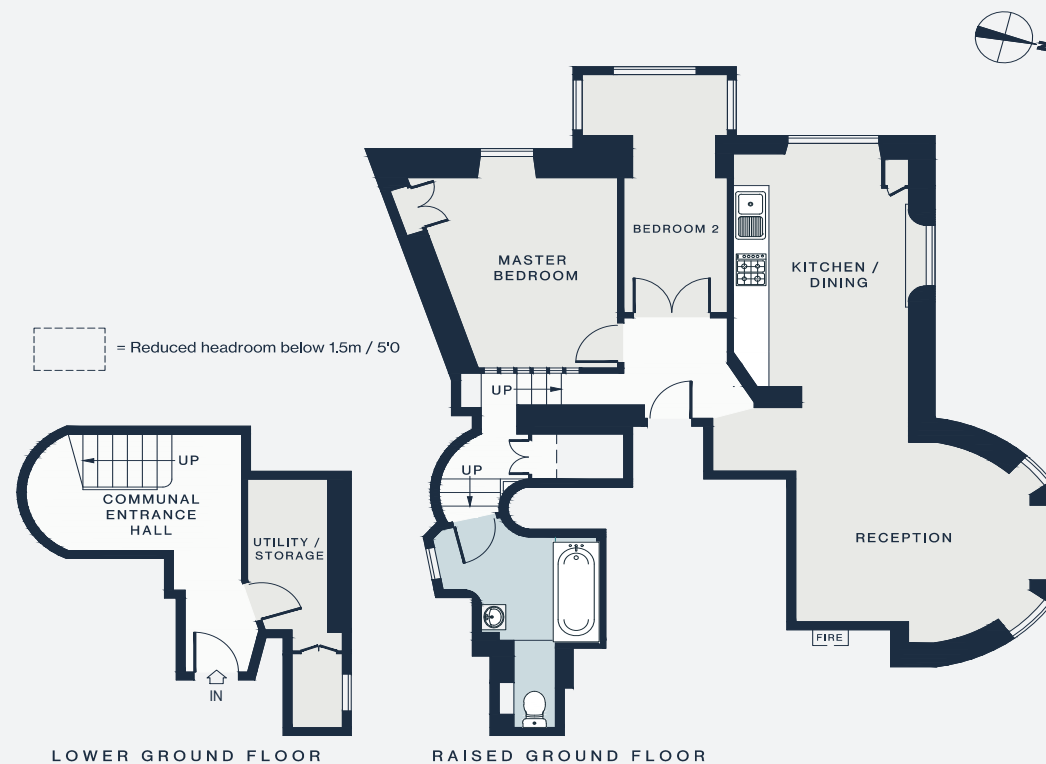 N
BEDROOM 2
MASTER
BEDROOM
KITCHEN /
DINING
= Reduced headroom below 1.5m / 5'0
UP
UP
UP
COMMUNAL
ENTRANCE
HALL
UTILITY /
STORAGE
RECEPTION
FIRE
IN
LOWER GROUND FLOOR
RAISED GROUND FLOOR